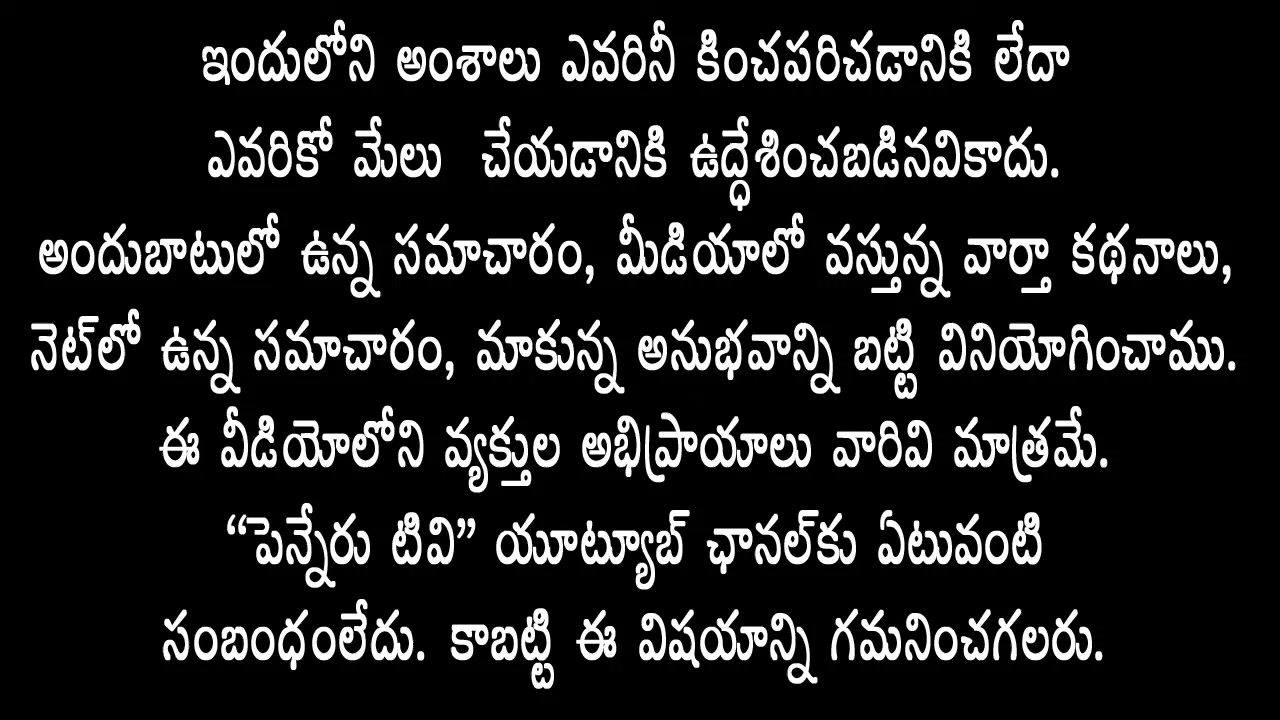 ఇందులోని అంశాలు ఎవరినీ కించపరిచడానికి లేదా
ఎవరికో మేలు చేయడానికి ఉద్ధేశించబడినవికాదు.
అందుబాటులో ఉన్న సమాచారం, మీడియాలో వస్తున్న వార్తా కథనాలు,
నెట్‌లో ఉన్న సమాచారం, మాకున్న అనుభవాన్ని బట్టి వినియోగించాము.
ఈ వీడియోలోని వ్యక్తుల అభిప్రాయాలు వారివి మాత్రమే.
“పెన్నేరు టివి” యూట్యూబ్ ఛానల్‌కు ఏటువంటి
సంబంధంలేదు. కాబట్టి ఈ విషయాన్ని గమనించగలరు.